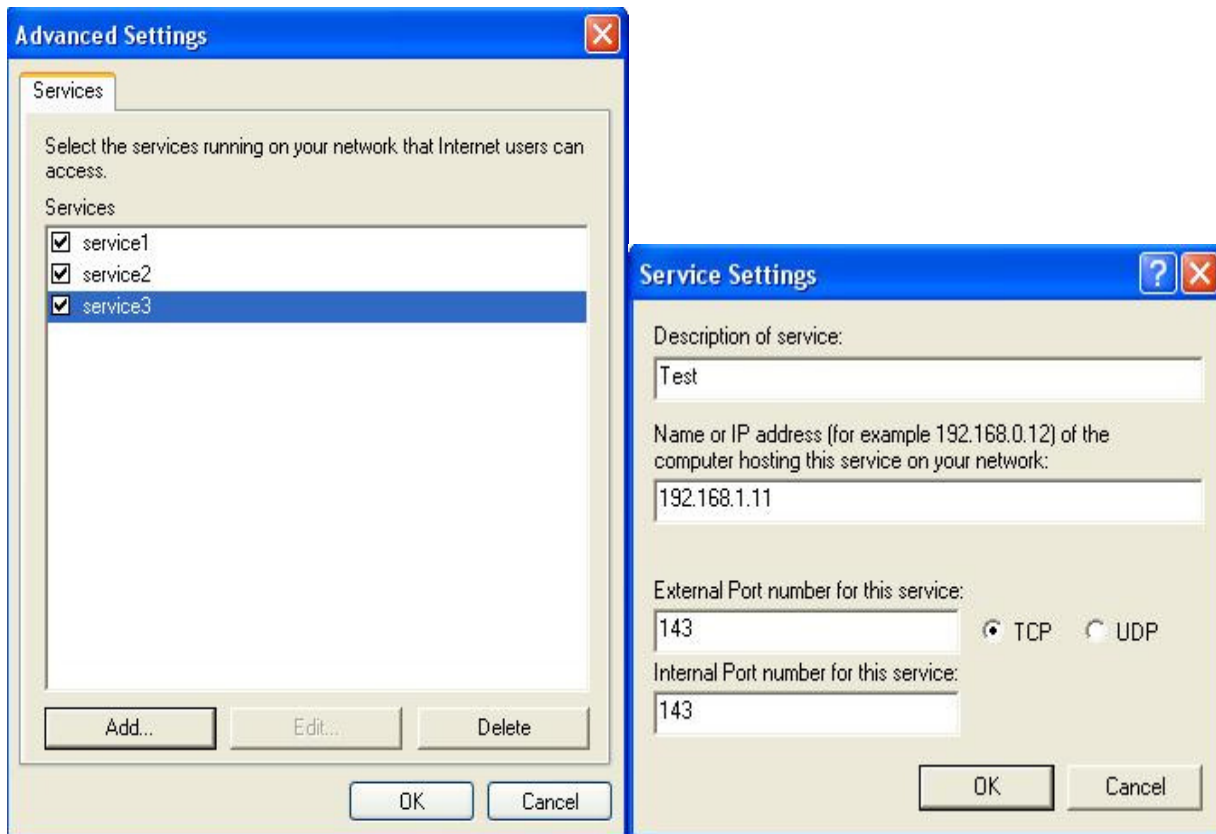 Advanced Settings
Services
Select the services running on your network that Internet users can
access.
Services
service1
service2
service3
Add...
Edit...
Delete
OK
Cancel
Service Settings
Description of service:
Test
Name or IP address (for example 192.168.0.12) of the
computer hosting this service on your network:
192.168.1.11
External Port number for this service:
143
TCP
UDP
Internal Port number for this service:
143
OK
Cancel